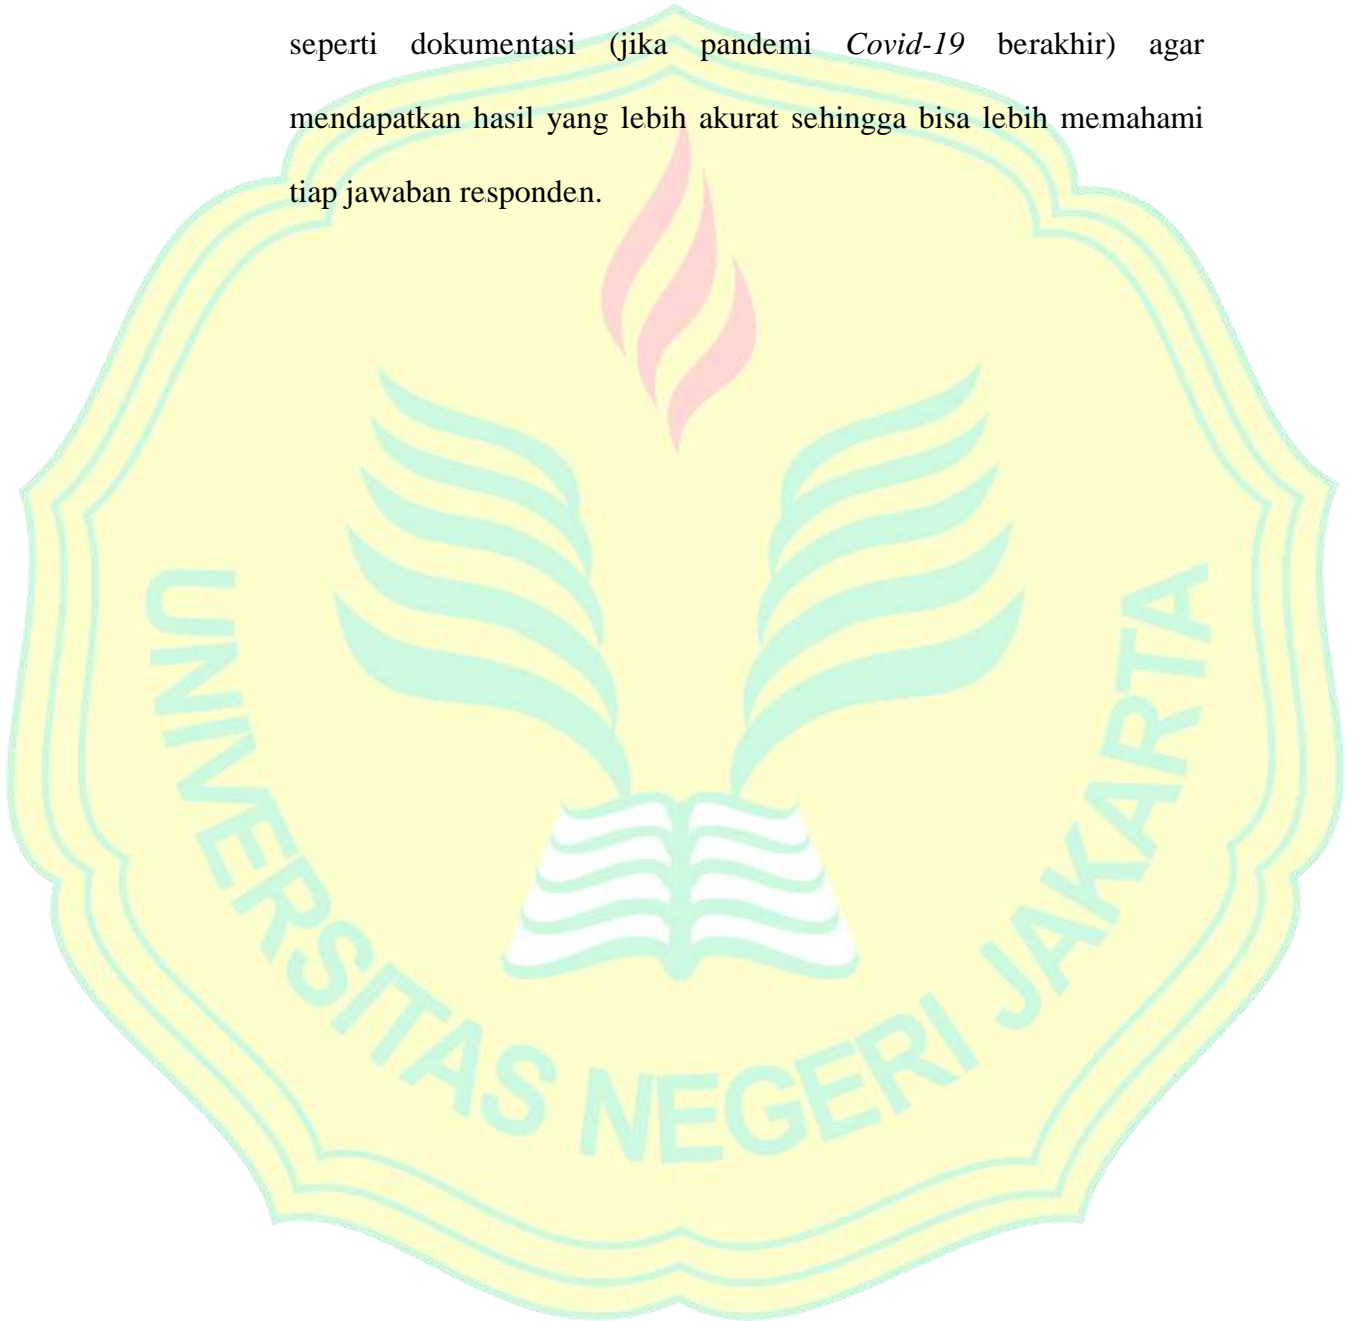 seperti dokumentasi (jika pandemi Covid-19 berakhir) agar
mendapatkan hasil yang lebih akurat sehingga bisa lebih memahami
tiap jawaban responden.
UNIVERSITAS NEGERI JAKARTA